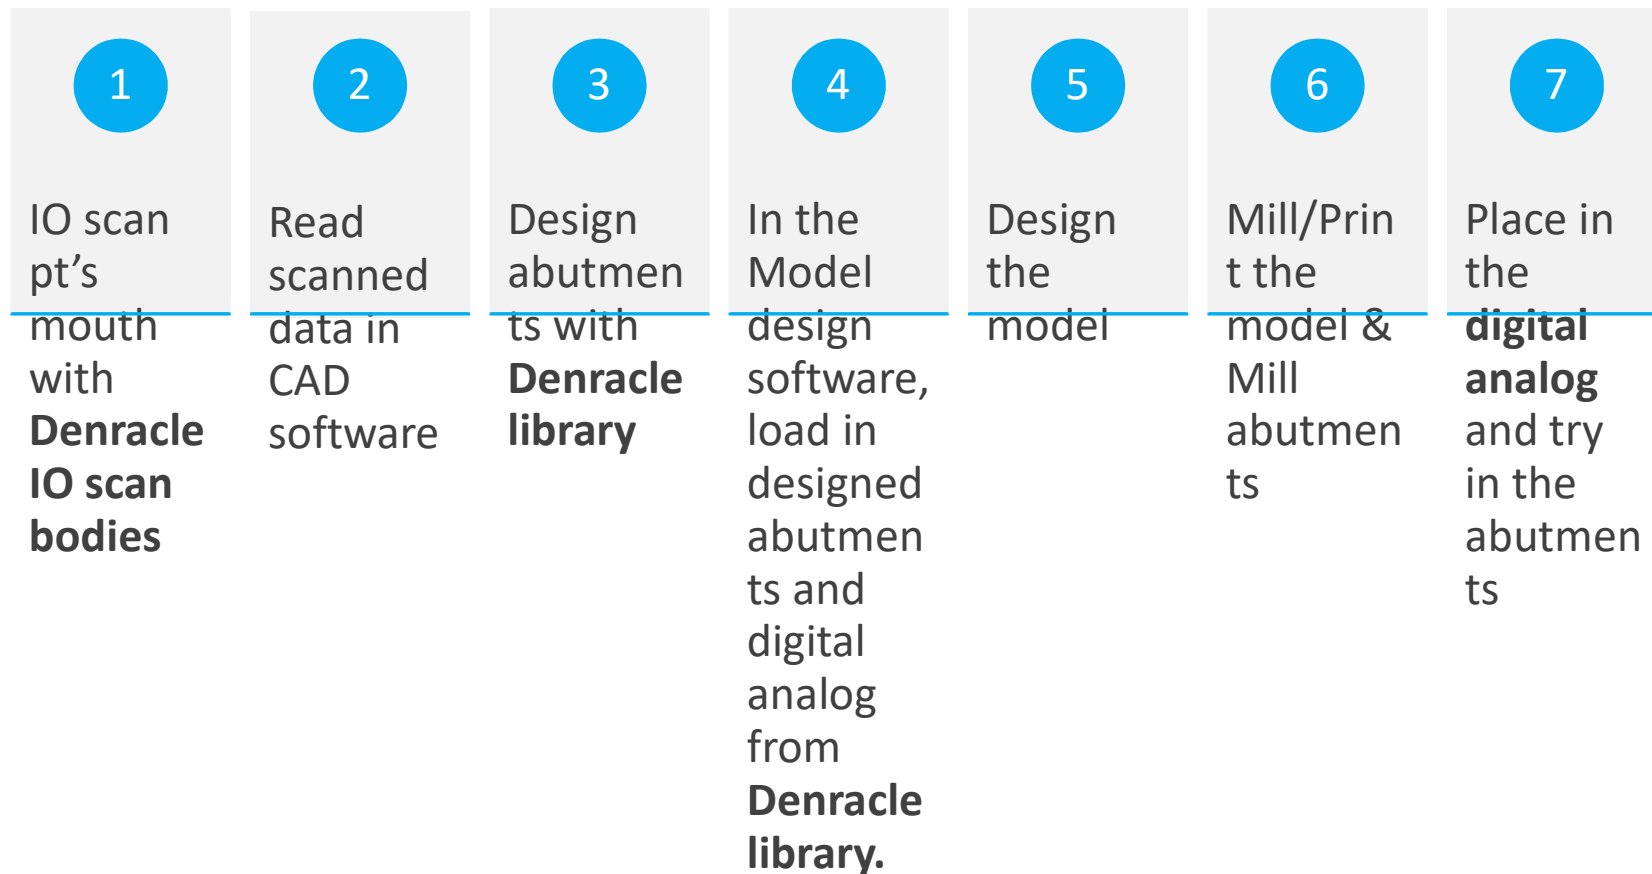 1
IO scan
pt’s
mouth
with
Denracle
IO scan
bodies
2
Read
scanned
data in
CAD
software
3
Design
abutmen
ts with
Denracle
library
4
In the
Model
design
software,
load in
designed
abutmen
ts and
digital
analog
from
Denracle
library.
5
Design
the
model
6
Mill/Prin
t the
model &
Mill
abutmen
ts
7
Place in
the
digital
analog
and try
in the
abutmen
ts